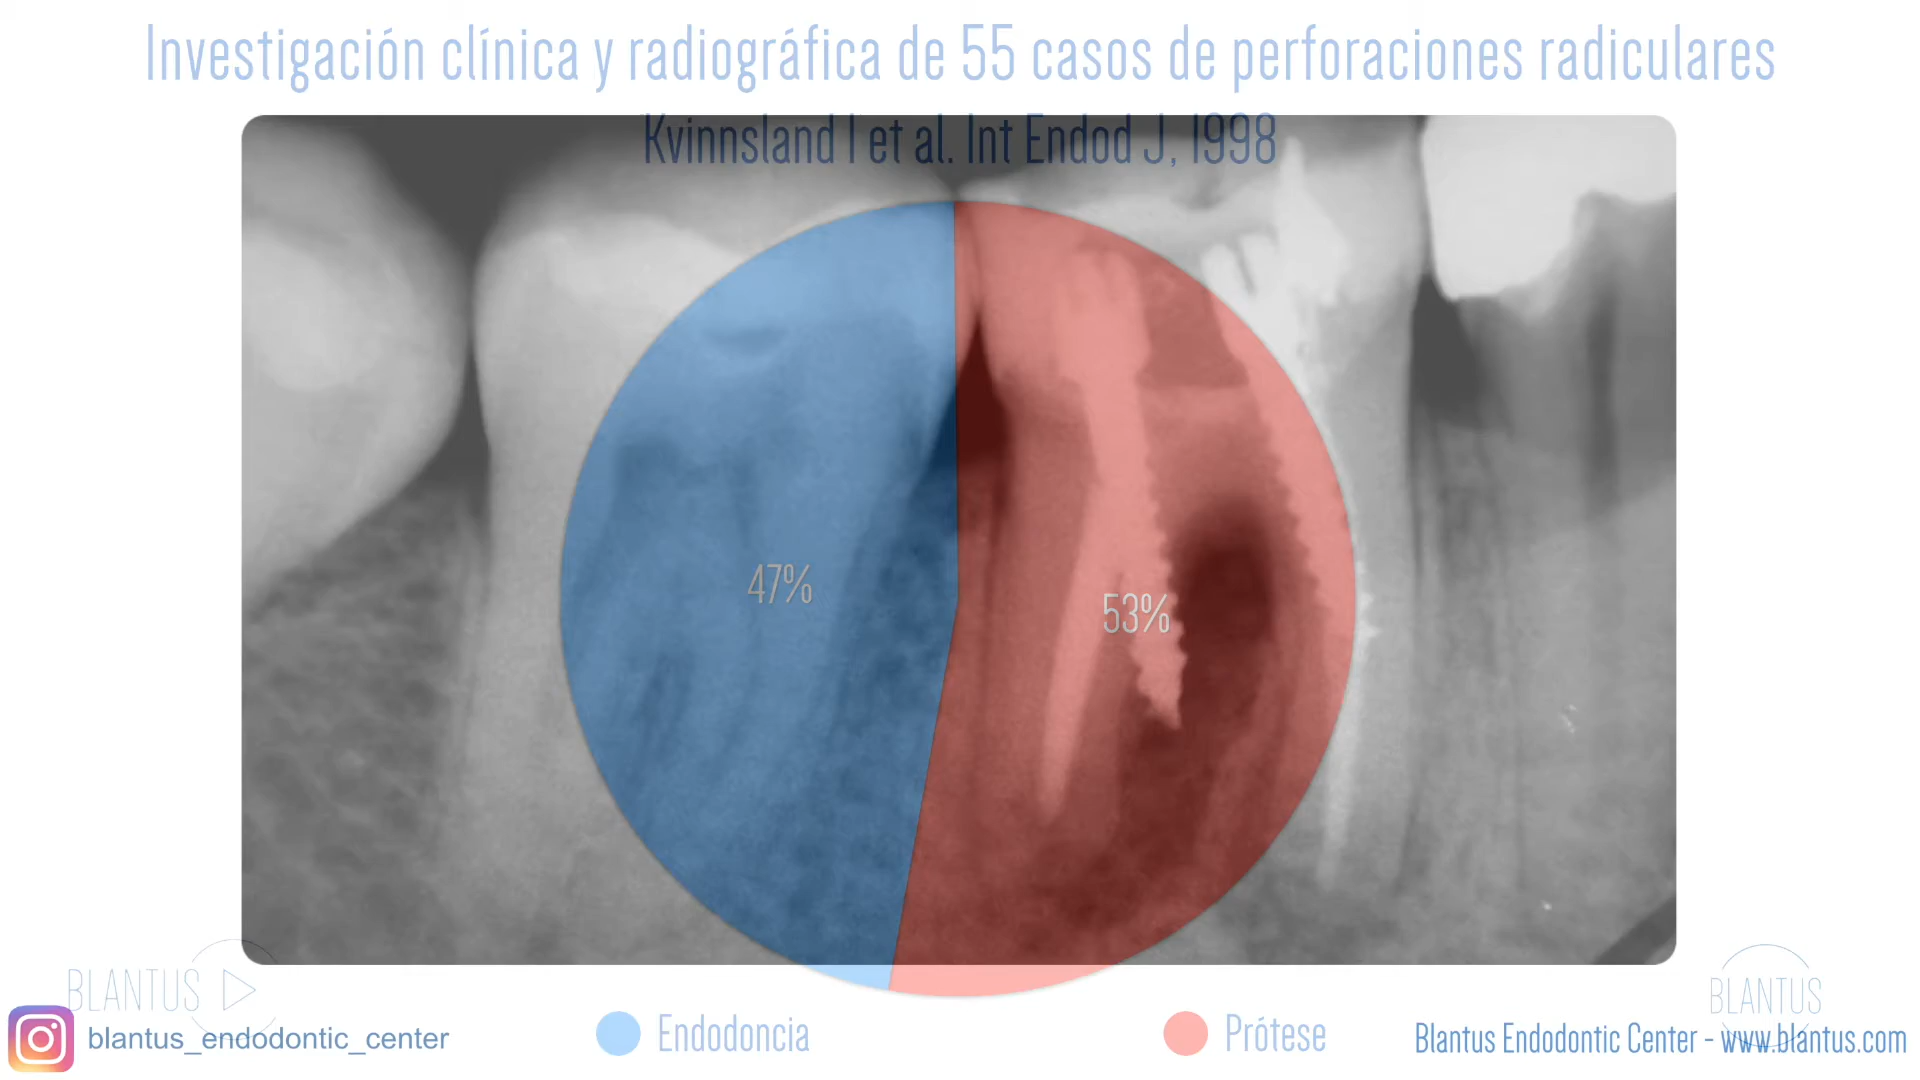 Investigación clínica y radiográfica de 55 casos de perforaciones radiculares
Kvinnsland I et al. Int Endod J, 1998
47%
53%
BLANTUS
BLANTUS
blantus_endodontic_center
Endodoncia
Prótese
Blantus Endodontic Center - www.blantus.com